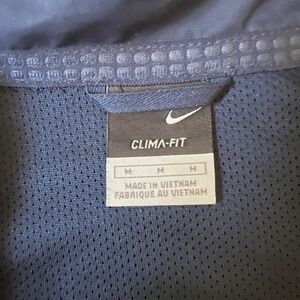 CLIMA-FIT
M M M
MADE IN VIETNAM
FABRIQUE AU VIETNAM